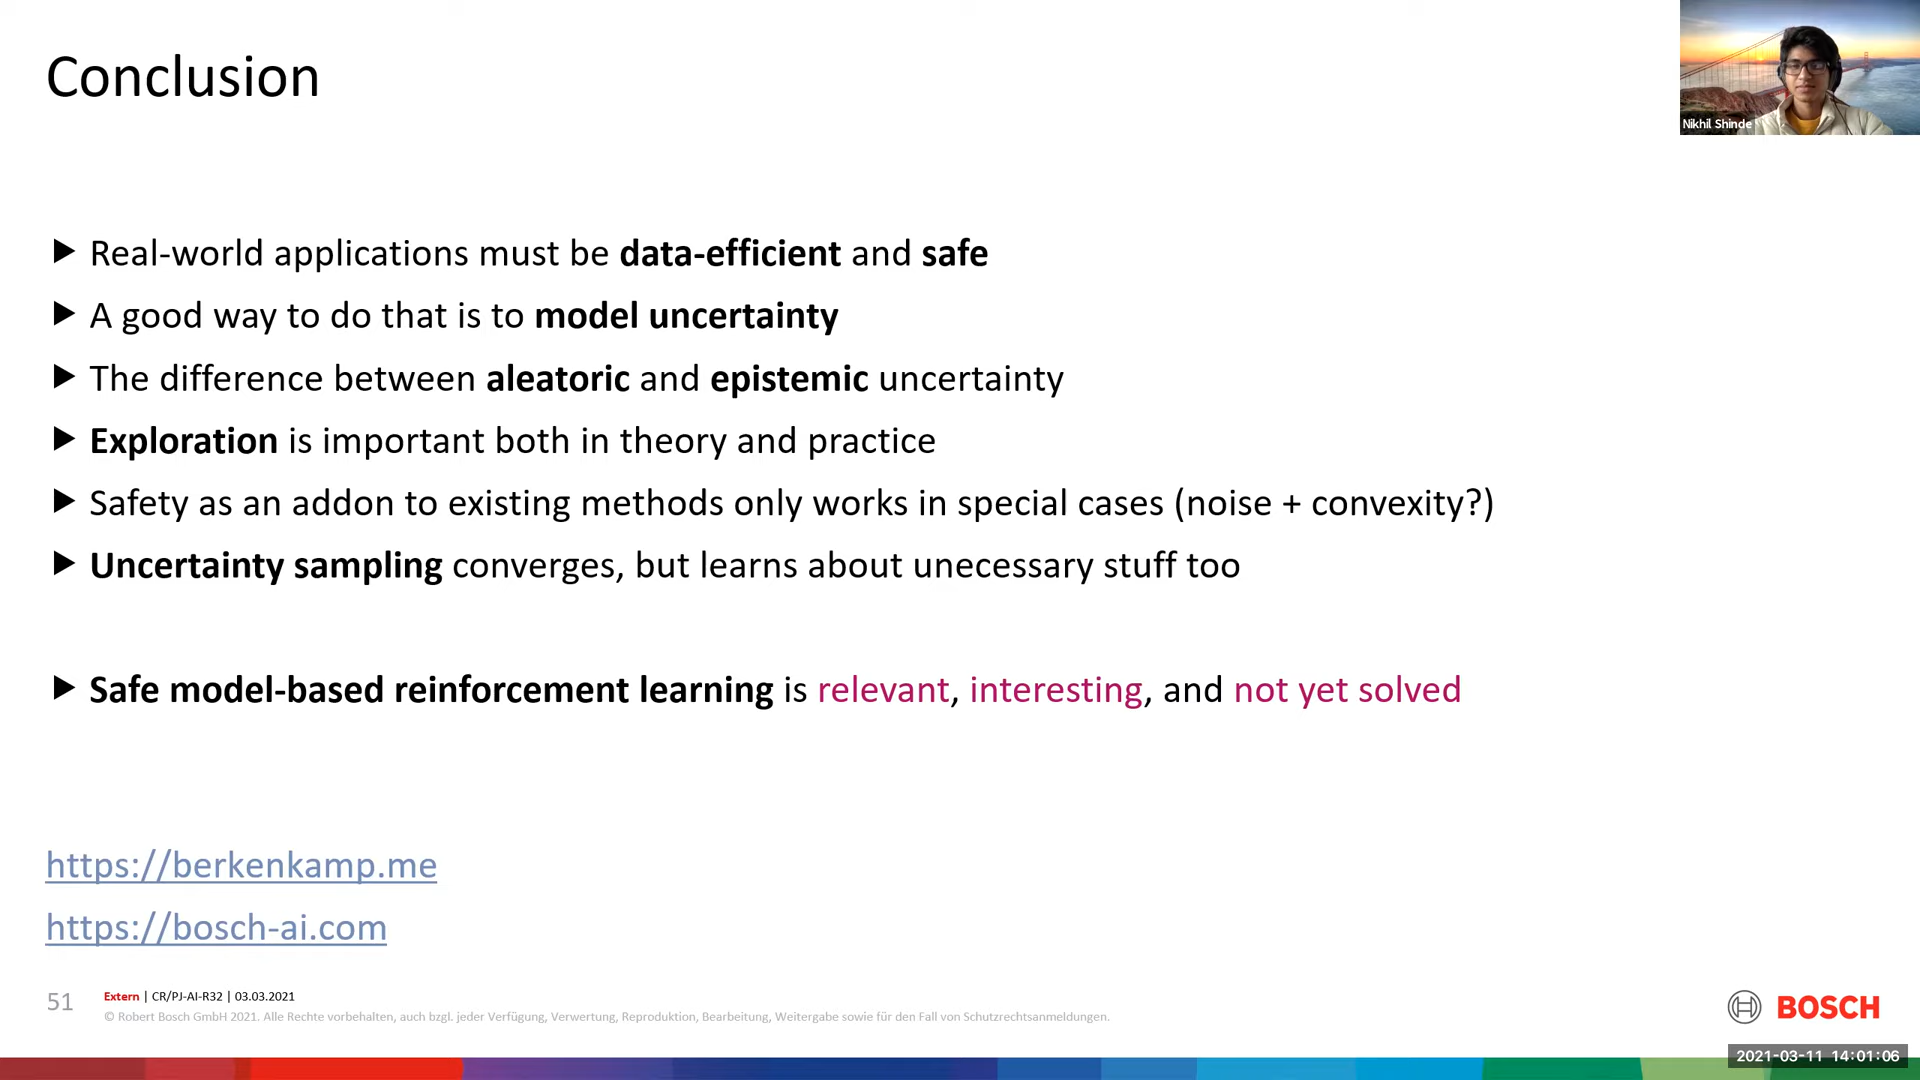 Conclusion
Nikhil Shinde
Real-world applications must be data-efficient and safe
A good way to do that is to model uncertainty
The difference between aleatoric and epistemic uncertainty
Exploration is important both in theory and practice
Safety as an addon to existing methods only works in special cases (noise + convexity?)
Uncertainty sampling converges, but learns about unecessary stuff too
Safe model-based reinforcement learning is relevant, interesting, and not yet solved
https://berkenkamp.me
https://bosch-ai.com
51
Extern | CR/PJ-AI-R32 | 03.03.2021
© Robert Bosch GmbH 2021. Alle Rechte vorbehalten, auch bzgl. jeder Verfügung, Verwertung, Reproduktion, Bearbeitung, Weitergabe sowie für den Fall von Schutzrechtsanmeldungen.
BOSCH
2021-03-11 14:01:06